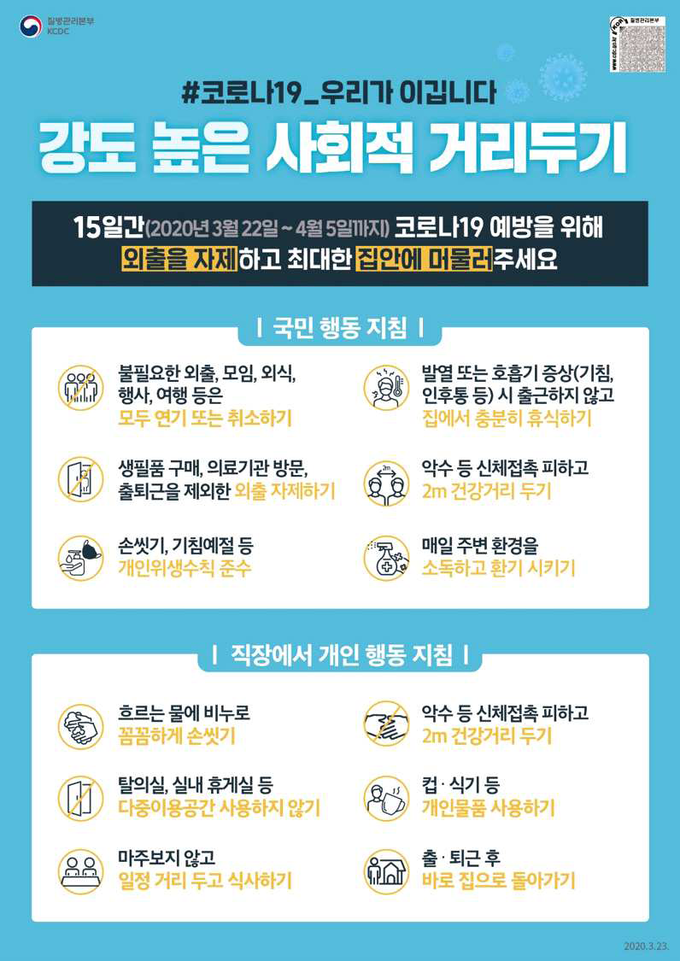 질병관리본부
KCDC
질병관리본부
www.cdc.go.kr
#코로나19_우리가 이깁니다
강도 높은 사회적 거리두기
15일간(2020년 3월 22일 ~ 4월 5일까지) 코로나19 예방을 위해
외출을 자제하고 최대한 집안에 머물러주세요
국민 행동 지침
불필요한 외출, 모임, 외식,
행사, 여행 등은
모두 연기 또는 취소하기
발열 또는 호흡기 증상(기침,
인후통 등) 시 출근하지 않고
집에서 충분히 휴식하기
생필품 구매, 의료기관 방문,
출퇴근을 제외한 외출 자제하기
2m
악수 등 신체접촉 피하고
2m 건강거리 두기
손씻기, 기침예절 등
개인위생수칙 준수
매일 주변 환경을
소독하고 환기 시키기
직장에서 개인 행동 지침
흐르는 물에 비누로
꼼꼼하게 손씻기
악수 등 신체접촉 피하고
2m 건강거리 두기
탈의실, 실내 휴게실 등
다중이용공간 사용하지 않기
컵 · 식기 등
개인물품 사용하기
마주보지 않고
일정 거리 두고 식사하기
출 · 퇴근 후
바로 집으로 돌아가기
2020.3.23.